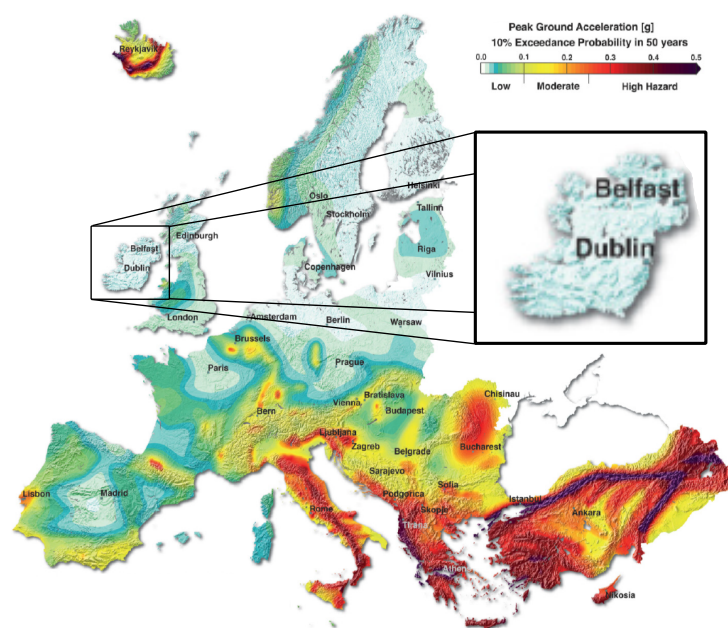 Peak Ground Acceleration [g]
10% Exceedance Probability in 50 years
0.0 0.1 0.2 0.3 0.4 0.5
Low Moderate High Hazard
Reykjavik
Helsinki
Oslo
Tallinn
Stockholm
Edinburgh
Riga
Belfast
Copenhagen
Dublin
Vilnius
Belfast
Dublin
London
Amsterdam
Berlin
Warsaw
Brussels
Paris
Prague
Chisinau
Vienna
Bratislava
Bern
Budapest
Ljubljana
Zagreb
Bucharest
Belgrade
Sarajevo
Sofia
Lisbon
Madrid
Podgorica
Istanbul
Rome
Skopje
Ankara
Tirana
Athen
Nikosia